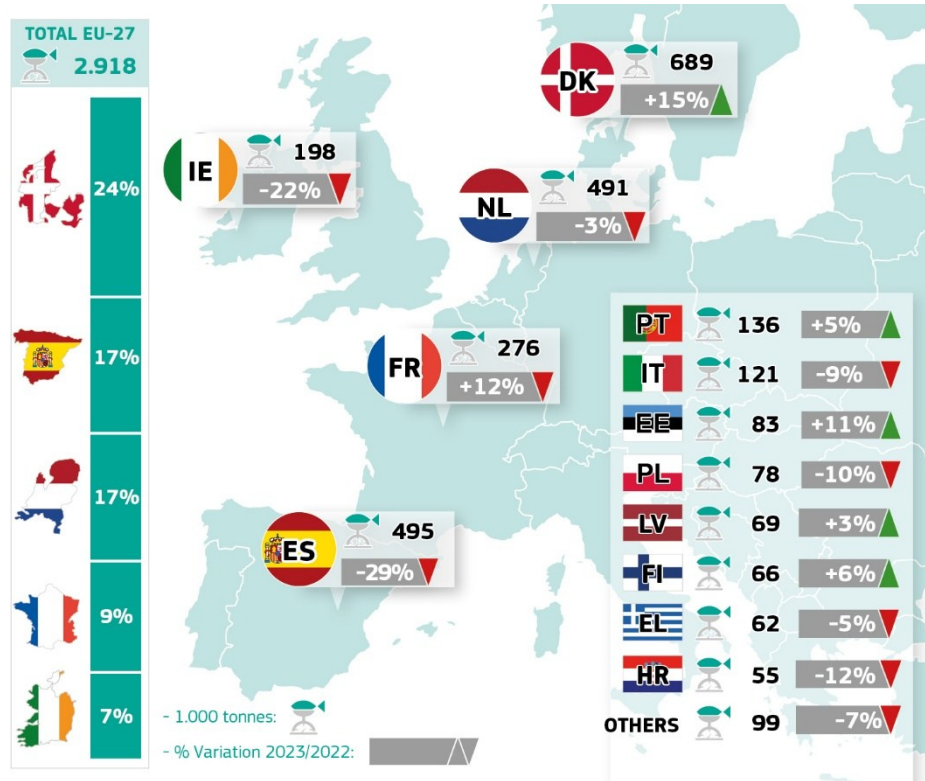 TOTAL EU-27
2.918
24%
17%
17%
9%
7%
DK
689
+15%
IE
198
-22%
NL
491
-3%
FR
276
+12%
ES
495
-29%
PT 136 +5%
IT 121 -9%
EE 83 +11%
PL 78 -10%
LV 69 +3%
FI 66 +6%
EL 62 -5%
HR 55 -12%
OTHERS 99 -7%
- 1.000 tonnes:
- % Variation 2023/2022: